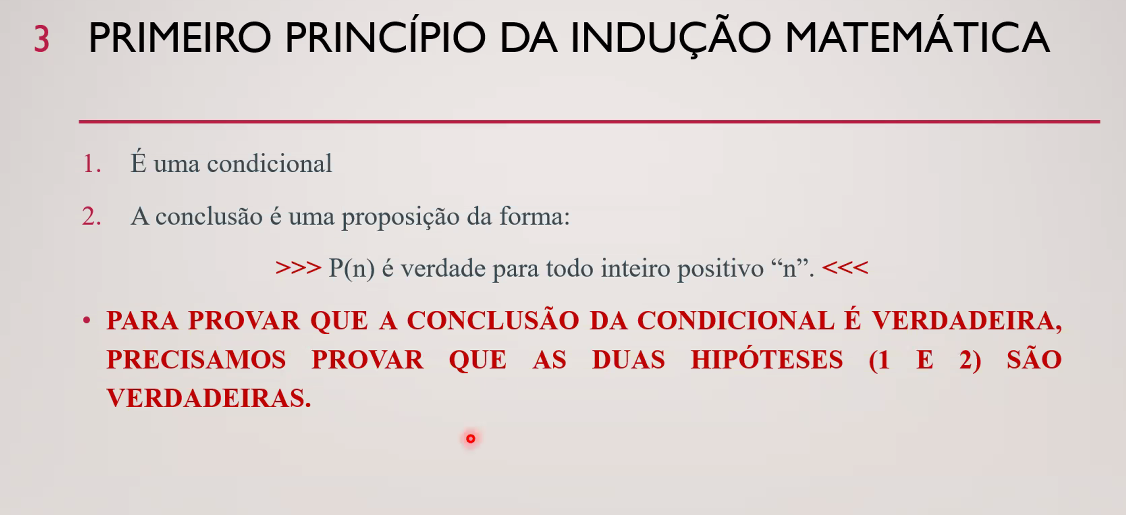 3 PRIMEIRO PRINCÍPIO DA INDUÇÃO MATEMÁTICA
1. É uma condicional
2. A conclusão é uma proposição da forma:
>>> P(n) é verdade para todo inteiro positivo “n”. <<<
• PARA PROVAR QUE A CONCLUSÃO DA CONDICIONAL É VERDADEIRA,
PRECISAMOS PROVAR QUE AS DUAS HIPÓTESES (1 E 2) SÃO
VERDADEIRAS.